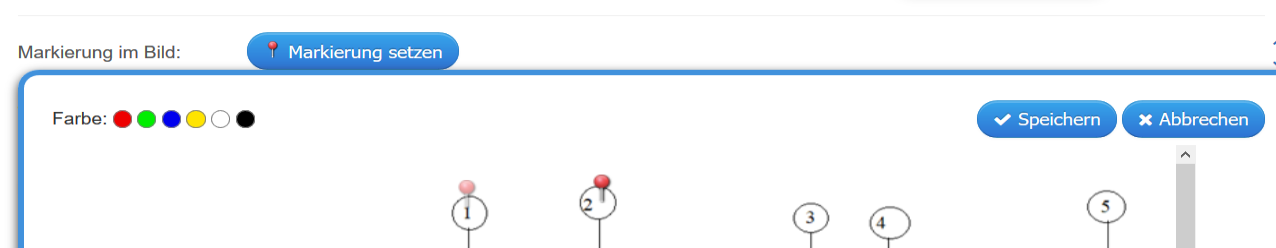 Markierung im Bild: Markierung setzen
Farbe: Speichern Abbrechen
1 2 3 4 5